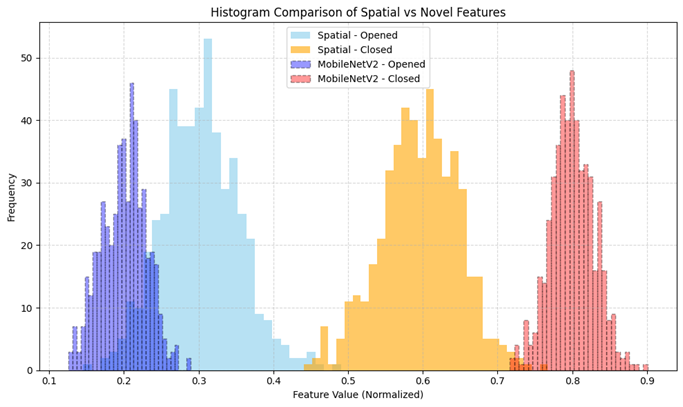 Histogram Comparison of Spatial vs Novel Features
Spatial - Opened
Spatial - Closed
MobileNetV2 - Opened
MobileNetV2 - Closed
Frequency
50
40
30
20
10
0
0.1 0.2 0.3 0.4 0.5 0.6 0.7 0.8 0.9
Feature Value (Normalized)